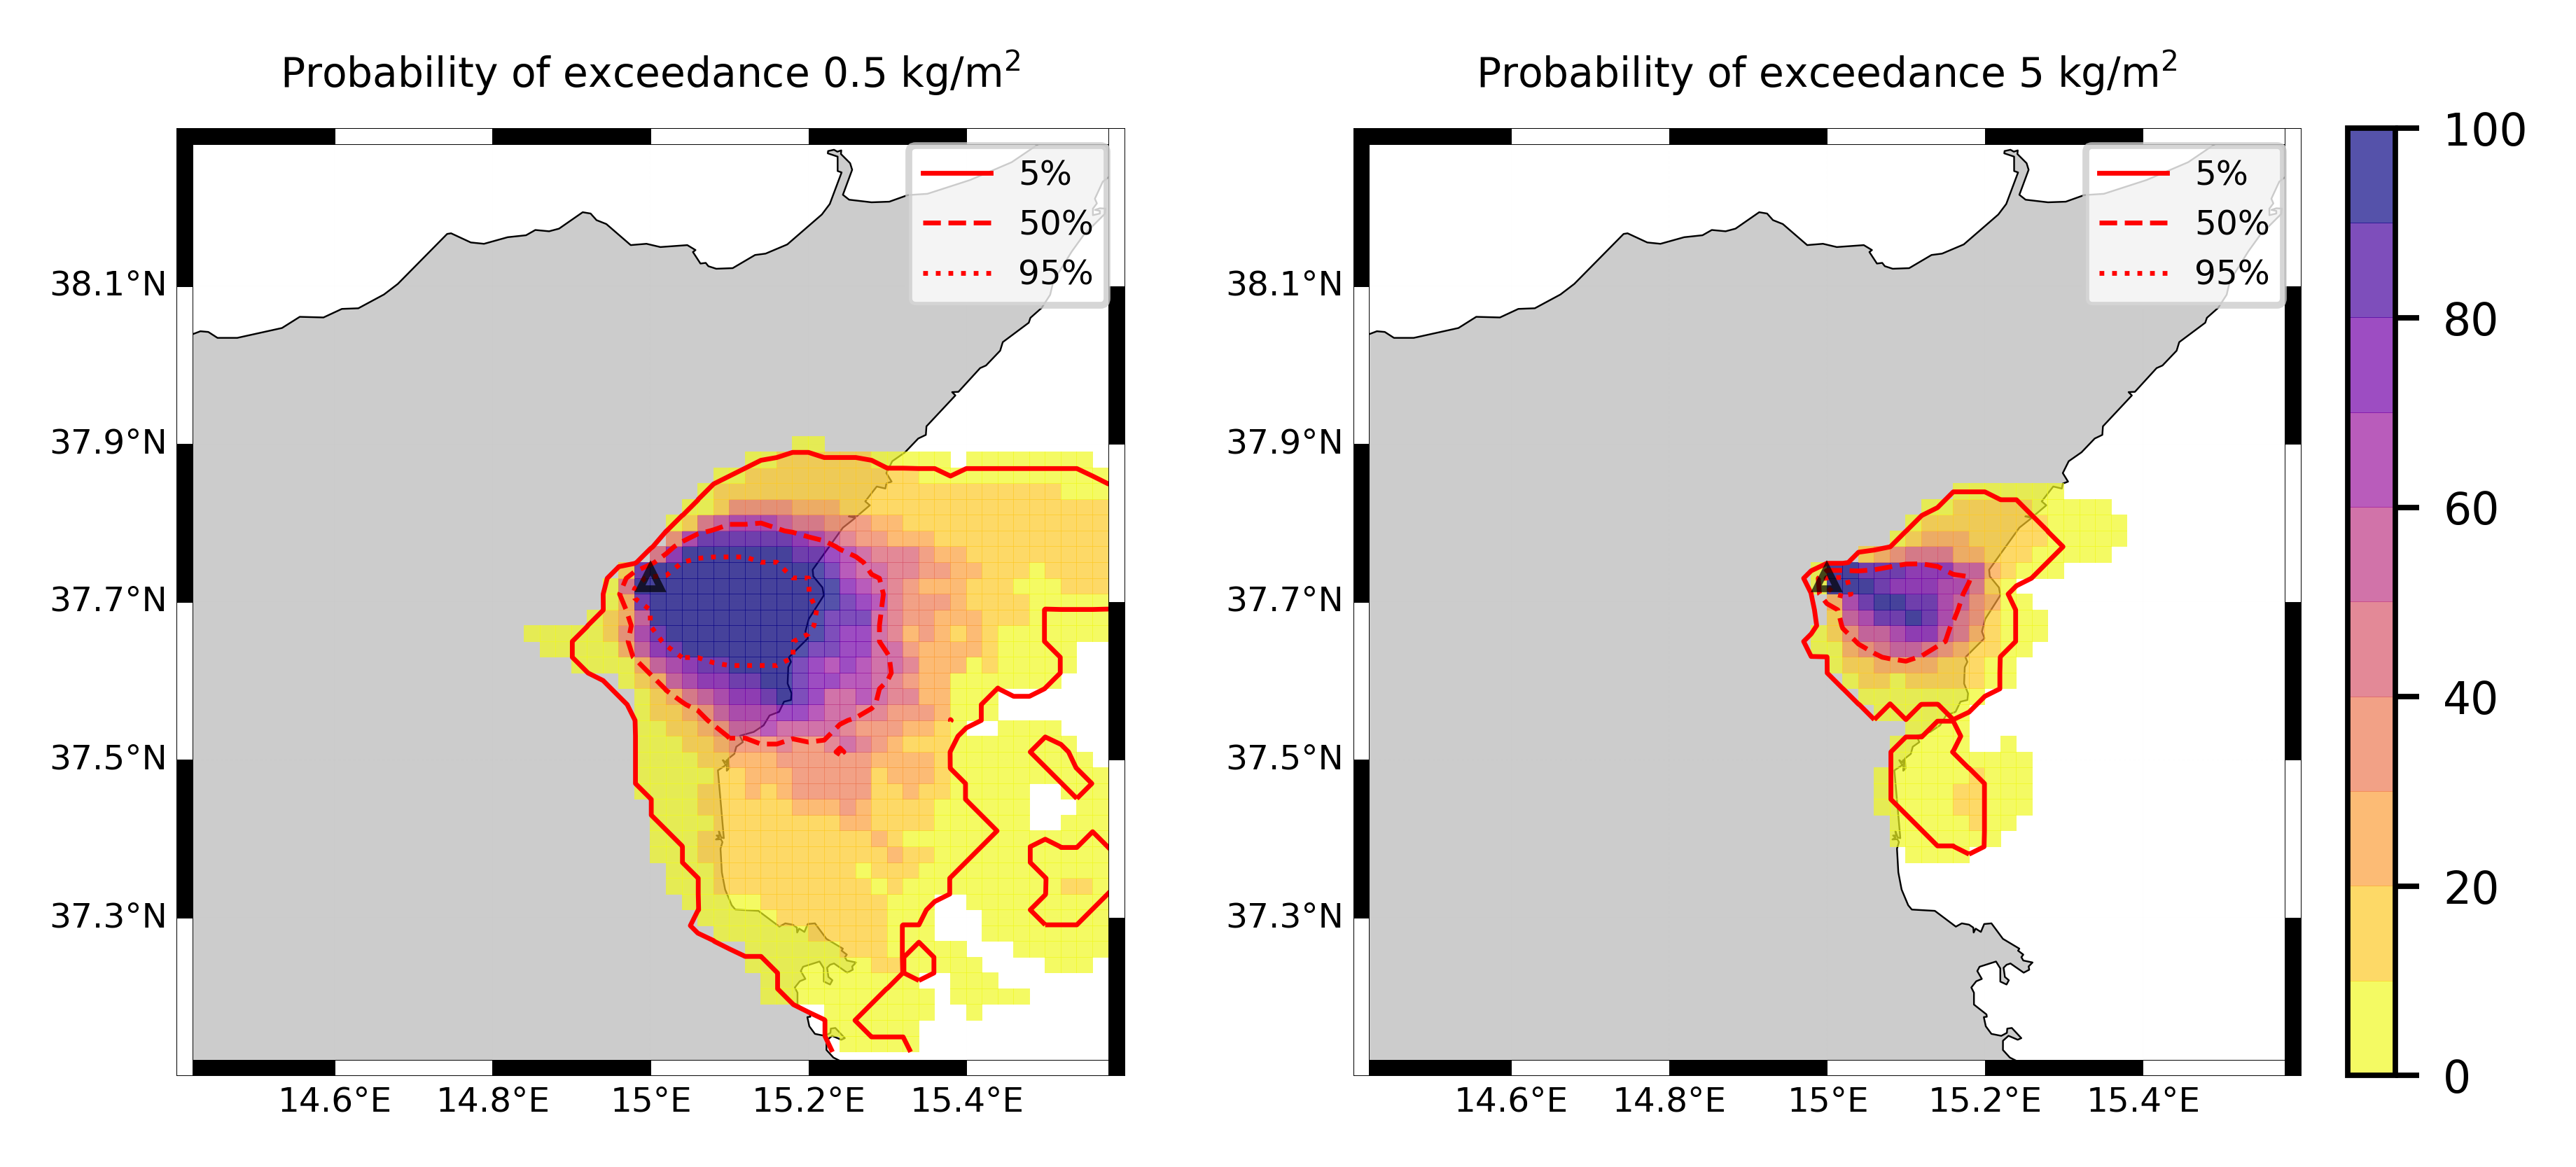 Probability of exceedance 0.5 kg/m²
5%
50%
95%
38.1°N
37.9°N
37.7°N
37.5°N
37.3°N
14.6°E 14.8°E 15°E 15.2°E 15.4°E
Probability of exceedance 5 kg/m²
5%
50%
95%
38.1°N
37.9°N
37.7°N
37.5°N
37.3°N
14.6°E 14.8°E 15°E 15.2°E 15.4°E
100
80
60
40
20
0